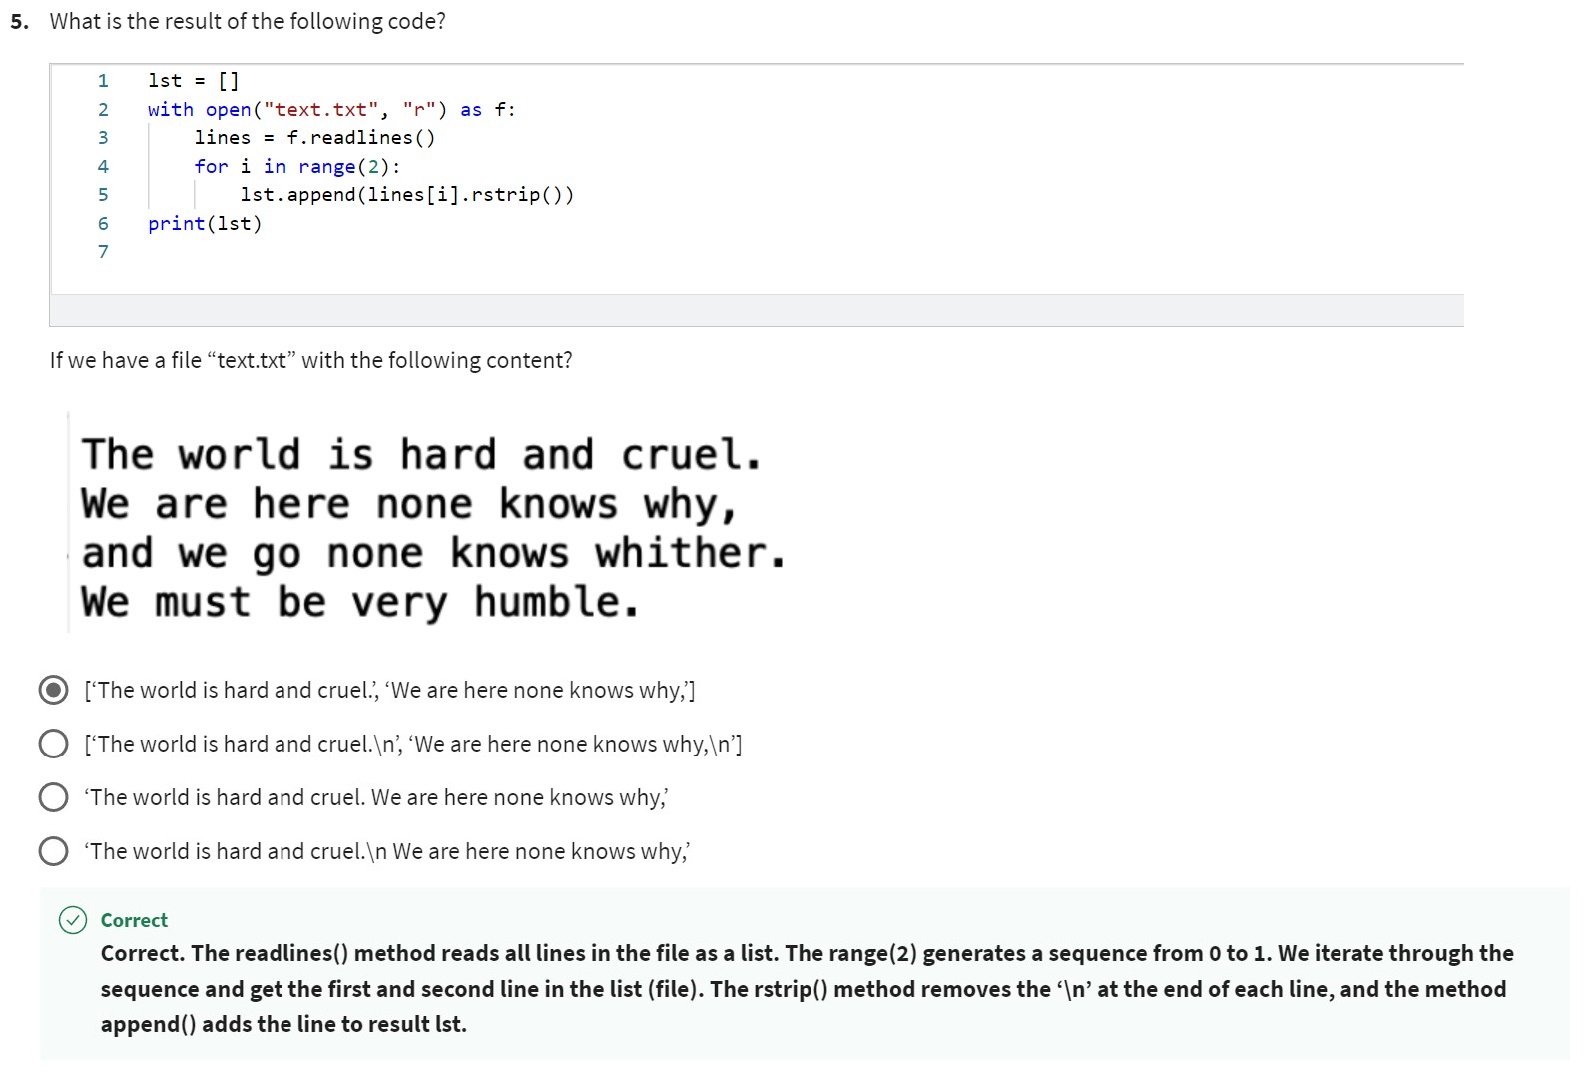 5. What is the result of the following code?
1 lst = []
2 with open("text.txt", "r") as f:
3     lines = f.readlines()
4     for i in range(2):
5         lst.append(lines[i].rstrip())
6 print(lst)
7
If we have a file “text.txt” with the following content?
The world is hard and cruel.
We are here none knows why,
and we go none knows whither.
We must be very humble.
[‘The world is hard and cruel.’, ‘We are here none knows why,’]
[‘The world is hard and cruel.\n’, ‘We are here none knows why,\n’]
‘The world is hard and cruel. We are here none knows why,’
‘The world is hard and cruel.\n We are here none knows why,’
Correct
Correct. The readlines() method reads all lines in the file as a list. The range(2) generates a sequence from 0 to 1. We iterate through the
sequence and get the first and second line in the list (file). The rstrip() method removes the ‘\n’ at the end of each line, and the method
append() adds the line to result lst.